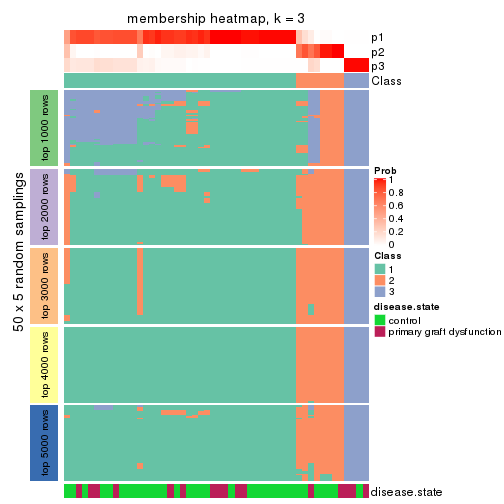 membership heatmap, k = 3
p1
p2
p3
Class
50 x 5 random samplings
top 1000 rows
top 2000 rows
top 3000 rows
top 4000 rows
top 5000 rows
Prob
1
0.8
0.6
0.4
0.2
0
Class
1
2
3
disease.state
control
primary graft dysfunction
disease.state